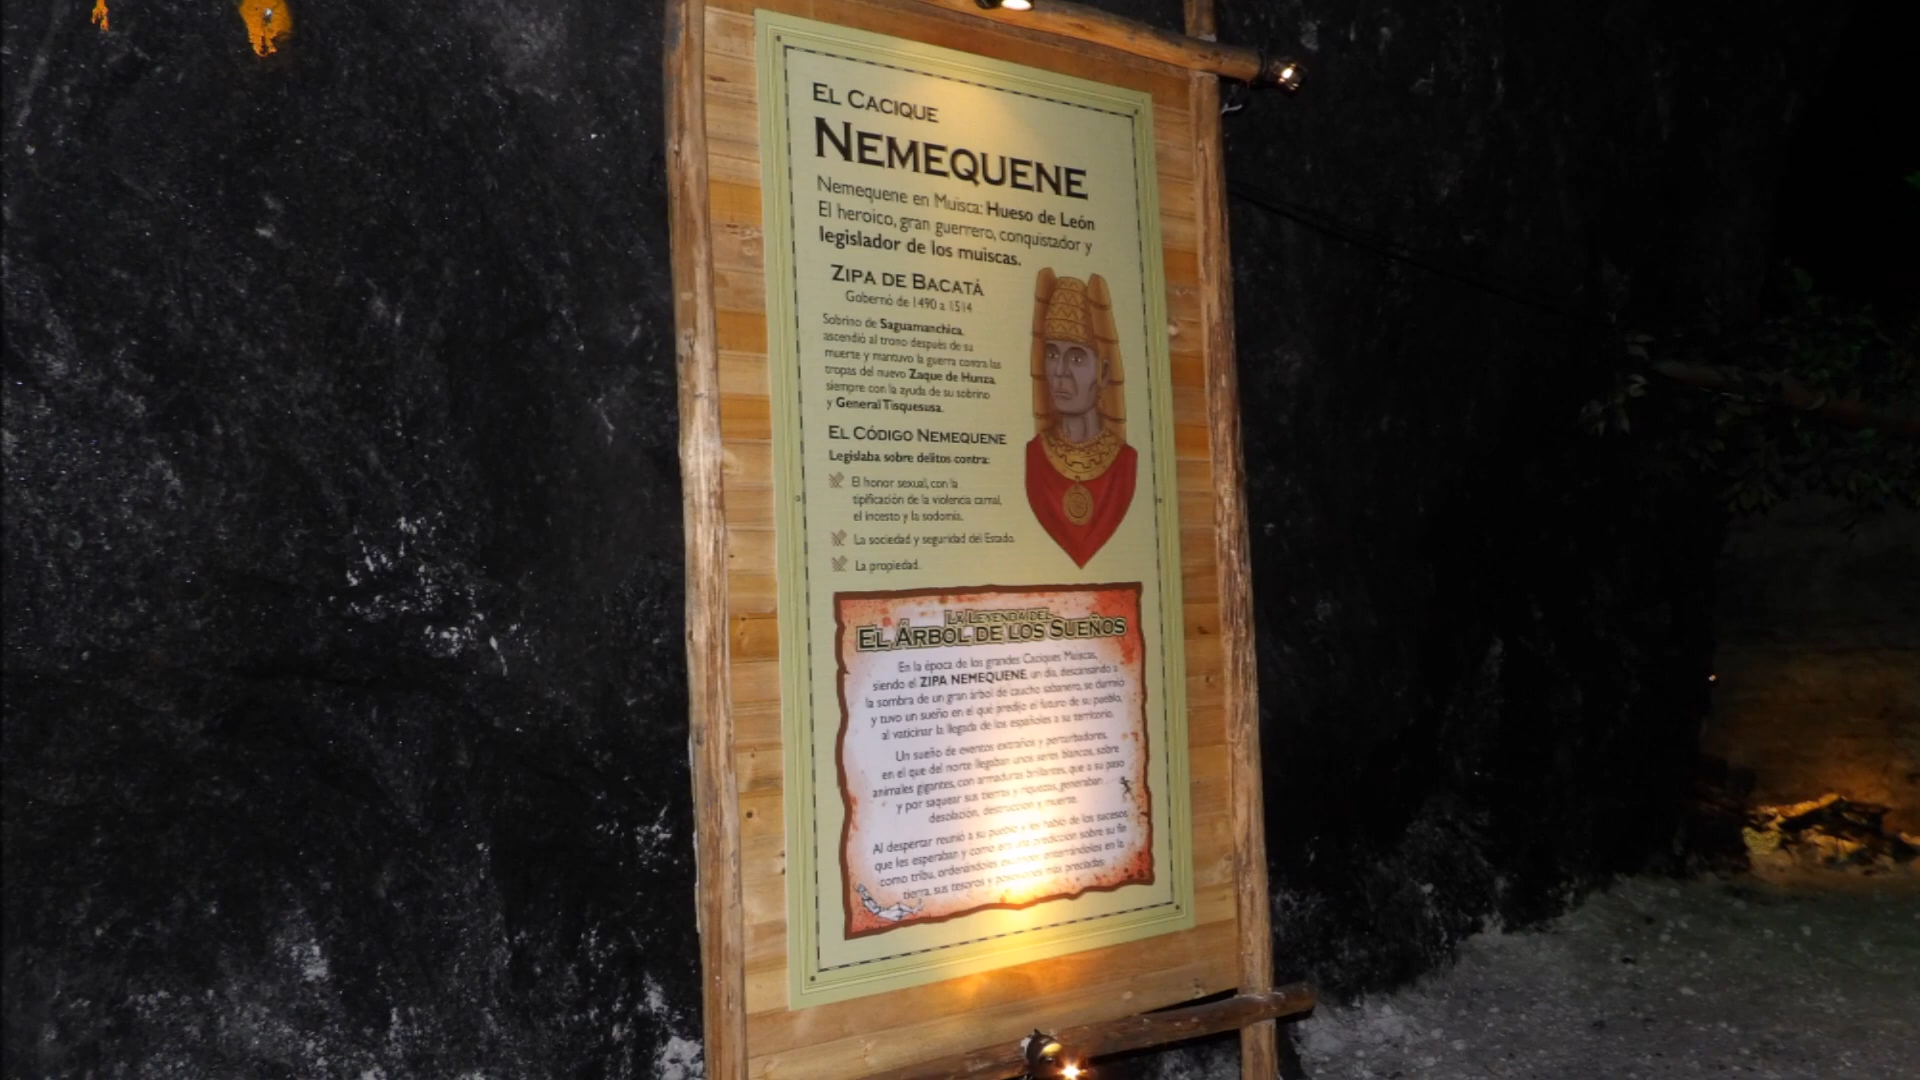 EL CACIQUE
NEMEQUENE
Nemequene en Muisca: Hueso de León
El heroico, gran guerrero, conquistador y
legislador de los muiscas.
ZIPA DE BACATÁ
Gobernó de 1490 a 1514
Sobrino de Saguamanchica,
ascendió al trono después de su
muerte y mantuvo la guerra contra las
tropas del nuevo Zaque de Hunza,
siempre con la ayuda de su sobrino
y General Tisquesusa.
EL CÓDIGO NEMEQUENE
Legislaba sobre delitos contra:
El honor sexual, con la
tipificación de la violencia carnal,
el incesto y la sodomia.
La sociedad y seguridad del Estado.
La propiedad.
LA LEYENDA DEL
EL ÁRBOL DE LOS SUEÑOS
En la época de los grandes Caciques Muiscas,
siendo el ZIPA NEMEQUENE, un día, descansando a
la sombra de un gran árbol de caucho sabanero, se durmió
y tuvo un sueño en el que predijo el futuro de su pueblo,
al vaticinar la llegada de los españoles a su territorio.
Un sueño de eventos extraños y perturbadores,
en el que del norte llegaban unos seres blancos, sobre
animales gigantes, con armaduras brillantes, que a su paso
y por saquear sus tierras y riquezas, generaban
desolación, destrucción y muerte.
Al despertar reunió a su pueblo y les habló de los sucesos
que les esperaban y como era una predicción sobre su fin
como tribu, ordenándoles esconder enterrándolos en la
tierra, sus tesoros y posesiones mas preciadas.